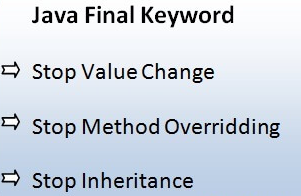 Java Final Keyword
Stop Value Change
Stop Method Overridding
Stop Inheritance